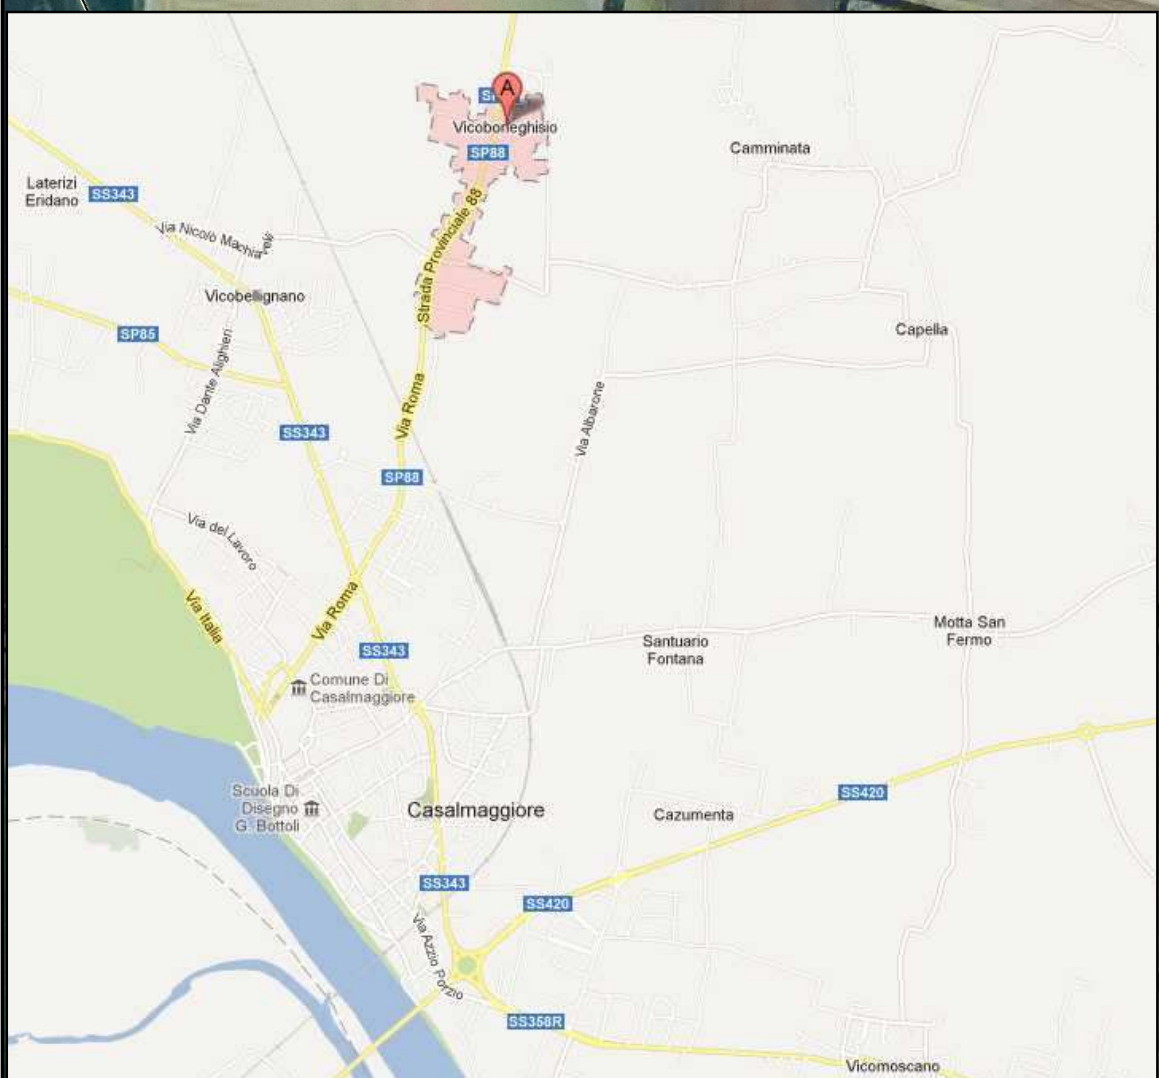 A
Vicoboneghisio
SP88
Camminata
Laterizi
Eridano
SS343
Via Nicolò Machiavelli
Strada Provinciale 88
Vicobellignano
SP85
Capella
Via Dante Alighieri
Via Roma
Via Albarone
SS343
SP88
Via del Lavoro
Via Italia
Via Roma
SS343
Santuario
Fontana
Motta San
Fermo
Comune Di
Casalmaggiore
Scuola Di
Disegno
G. Bottoli
Casalmaggiore
SS420
Cazumenta
SS343
SS420
Via Azzio Porzio
SS358R
Vicomoscano